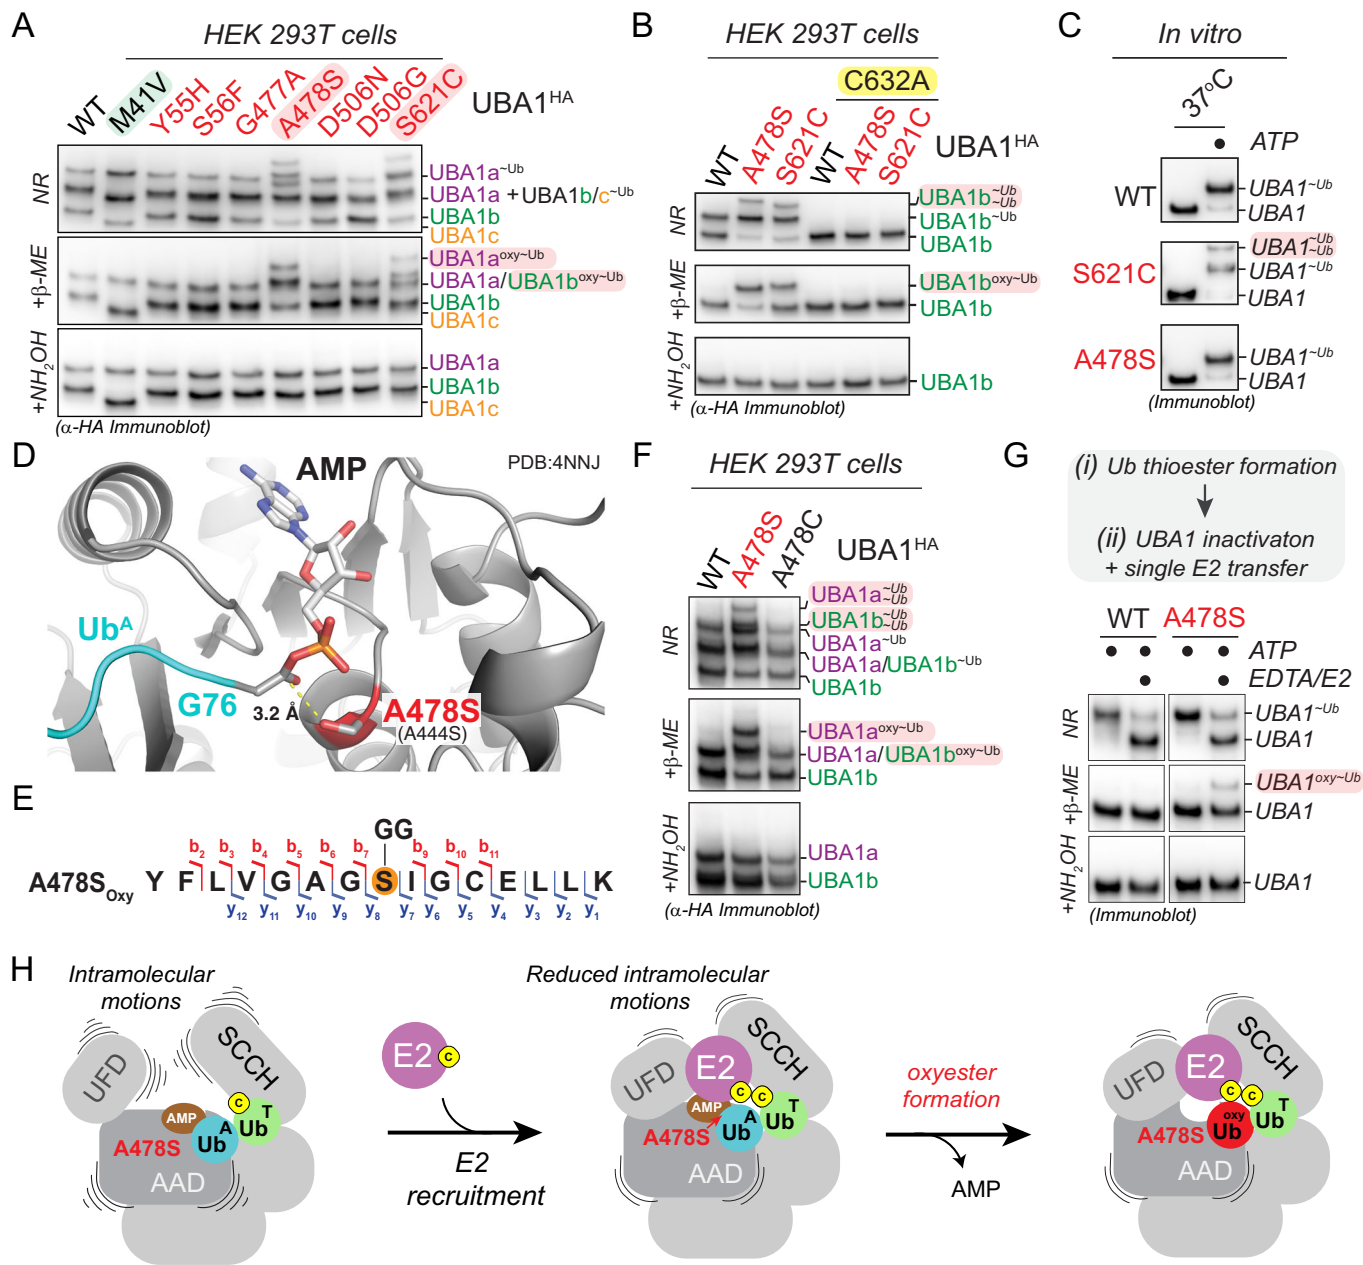 A
HEK 293T cells
WT M41V Y55H S56F G477A A478S D506N D506G S621C UBA1HA
NR
UBA1a~Ub
UBA1a +UBA1b/c~Ub
UBA1b
UBA1c
+β-ME
UBA1aoxy~Ub
UBA1a/UBA1boxy~Ub
UBA1b
UBA1c
+NH2OH
UBA1a
UBA1b
UBA1c
(α-HA Immunoblot)
B
HEK 293T cells
C632A
WT A478S S621C WT A478S S621C UBA1HA
NR
UBA1b~Ub ~Ub
UBA1b~Ub
UBA1b
+β-ME
UBA1boxy~Ub
UBA1b
+NH2OH
UBA1b
(α-HA Immunoblot)
C
In vitro
37ºC
• ATP
WT
UBA1~Ub
UBA1
S621C
UBA1~Ub ~Ub
UBA1~Ub
UBA1
A478S
UBA1~Ub
UBA1
(Immunoblot)
D
AMP
PDB:4NNJ
UbA
G76
3.2 Å
A478S
(A444S)
E
GG
b2 b3 b4 b5 b6 b7 b9 b10 b11
A478SOxy Y F L V G A G S I G C E L L K
y12 y11 y10 y9 y8 y7 y6 y5 y4 y3 y2 y1
F
HEK 293T cells
WT A478S A478C UBA1HA
NR
UBA1a~Ub ~Ub
UBA1b~Ub ~Ub
UBA1a~Ub
UBA1a/UBA1b~Ub
UBA1b
+β-ME
UBA1aoxy~Ub
UBA1a/UBA1boxy~Ub
UBA1b
+NH2OH
UBA1a
UBA1b
(α-HA Immunoblot)
G
(i) Ub thioester formation
(ii) UBA1 inactivaton
+ single E2 transfer
WT A478S
• • • • ATP
• • EDTA/E2
NR
UBA1~Ub
UBA1
+β-ME
UBA1oxy~Ub
UBA1
+NH2OH
UBA1
(Immunoblot)
H
Intramolecular
motions
UFD
SCCH
C
AMP
A478S
Ub A
Ub T
AAD
E2 C
E2
recruitment
Reduced intramolecular
motions
UFD
E2
SCCH
C C
AMP
A478S
Ub A
Ub T
AAD
oxyester
formation
AMP
UFD
E2
SCCH
C C
A478S
Ub oxy
Ub T
AAD